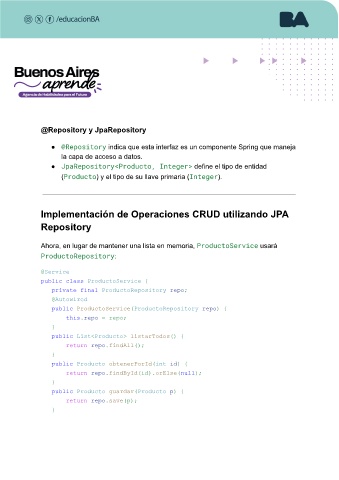 /educacionBA
BA
Buenos Aires
aprende
Agencia de Habilidades para el Futuro
@Repository y JpaRepository
● @Repository indica que esta interfaz es un componente Spring que maneja
la capa de acceso a datos.
● JpaRepository<Producto, Integer> define el tipo de entidad
(Producto) y el tipo de su llave primaria (Integer).
Implementación de Operaciones CRUD utilizando JPA
Repository
Ahora, en lugar de mantener una lista en memoria, ProductoService usará
ProductoRepository:
@Service
public class ProductoService {
private final ProductoRepository repo;
@Autowired
public ProductoService(ProductoRepository repo) {
this.repo = repo;
}
public List<Producto> listarTodos() {
return repo.findAll();
}
public Producto obtenerPorId(int id) {
return repo.findById(id).orElse(null);
}
public Producto guardar(Producto p) {
return repo.save(p);
}